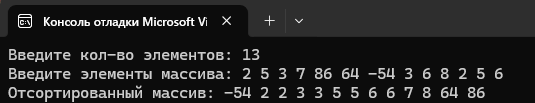 Консоль отладки Microsoft Vi
Введите кол-во элементов: 13
Введите элементы массива: 2 5 3 7 86 64 -54 3 6 8 2 5 6
Отсортированный массив: -54 2 2 3 3 5 5 6 6 7 8 64 86